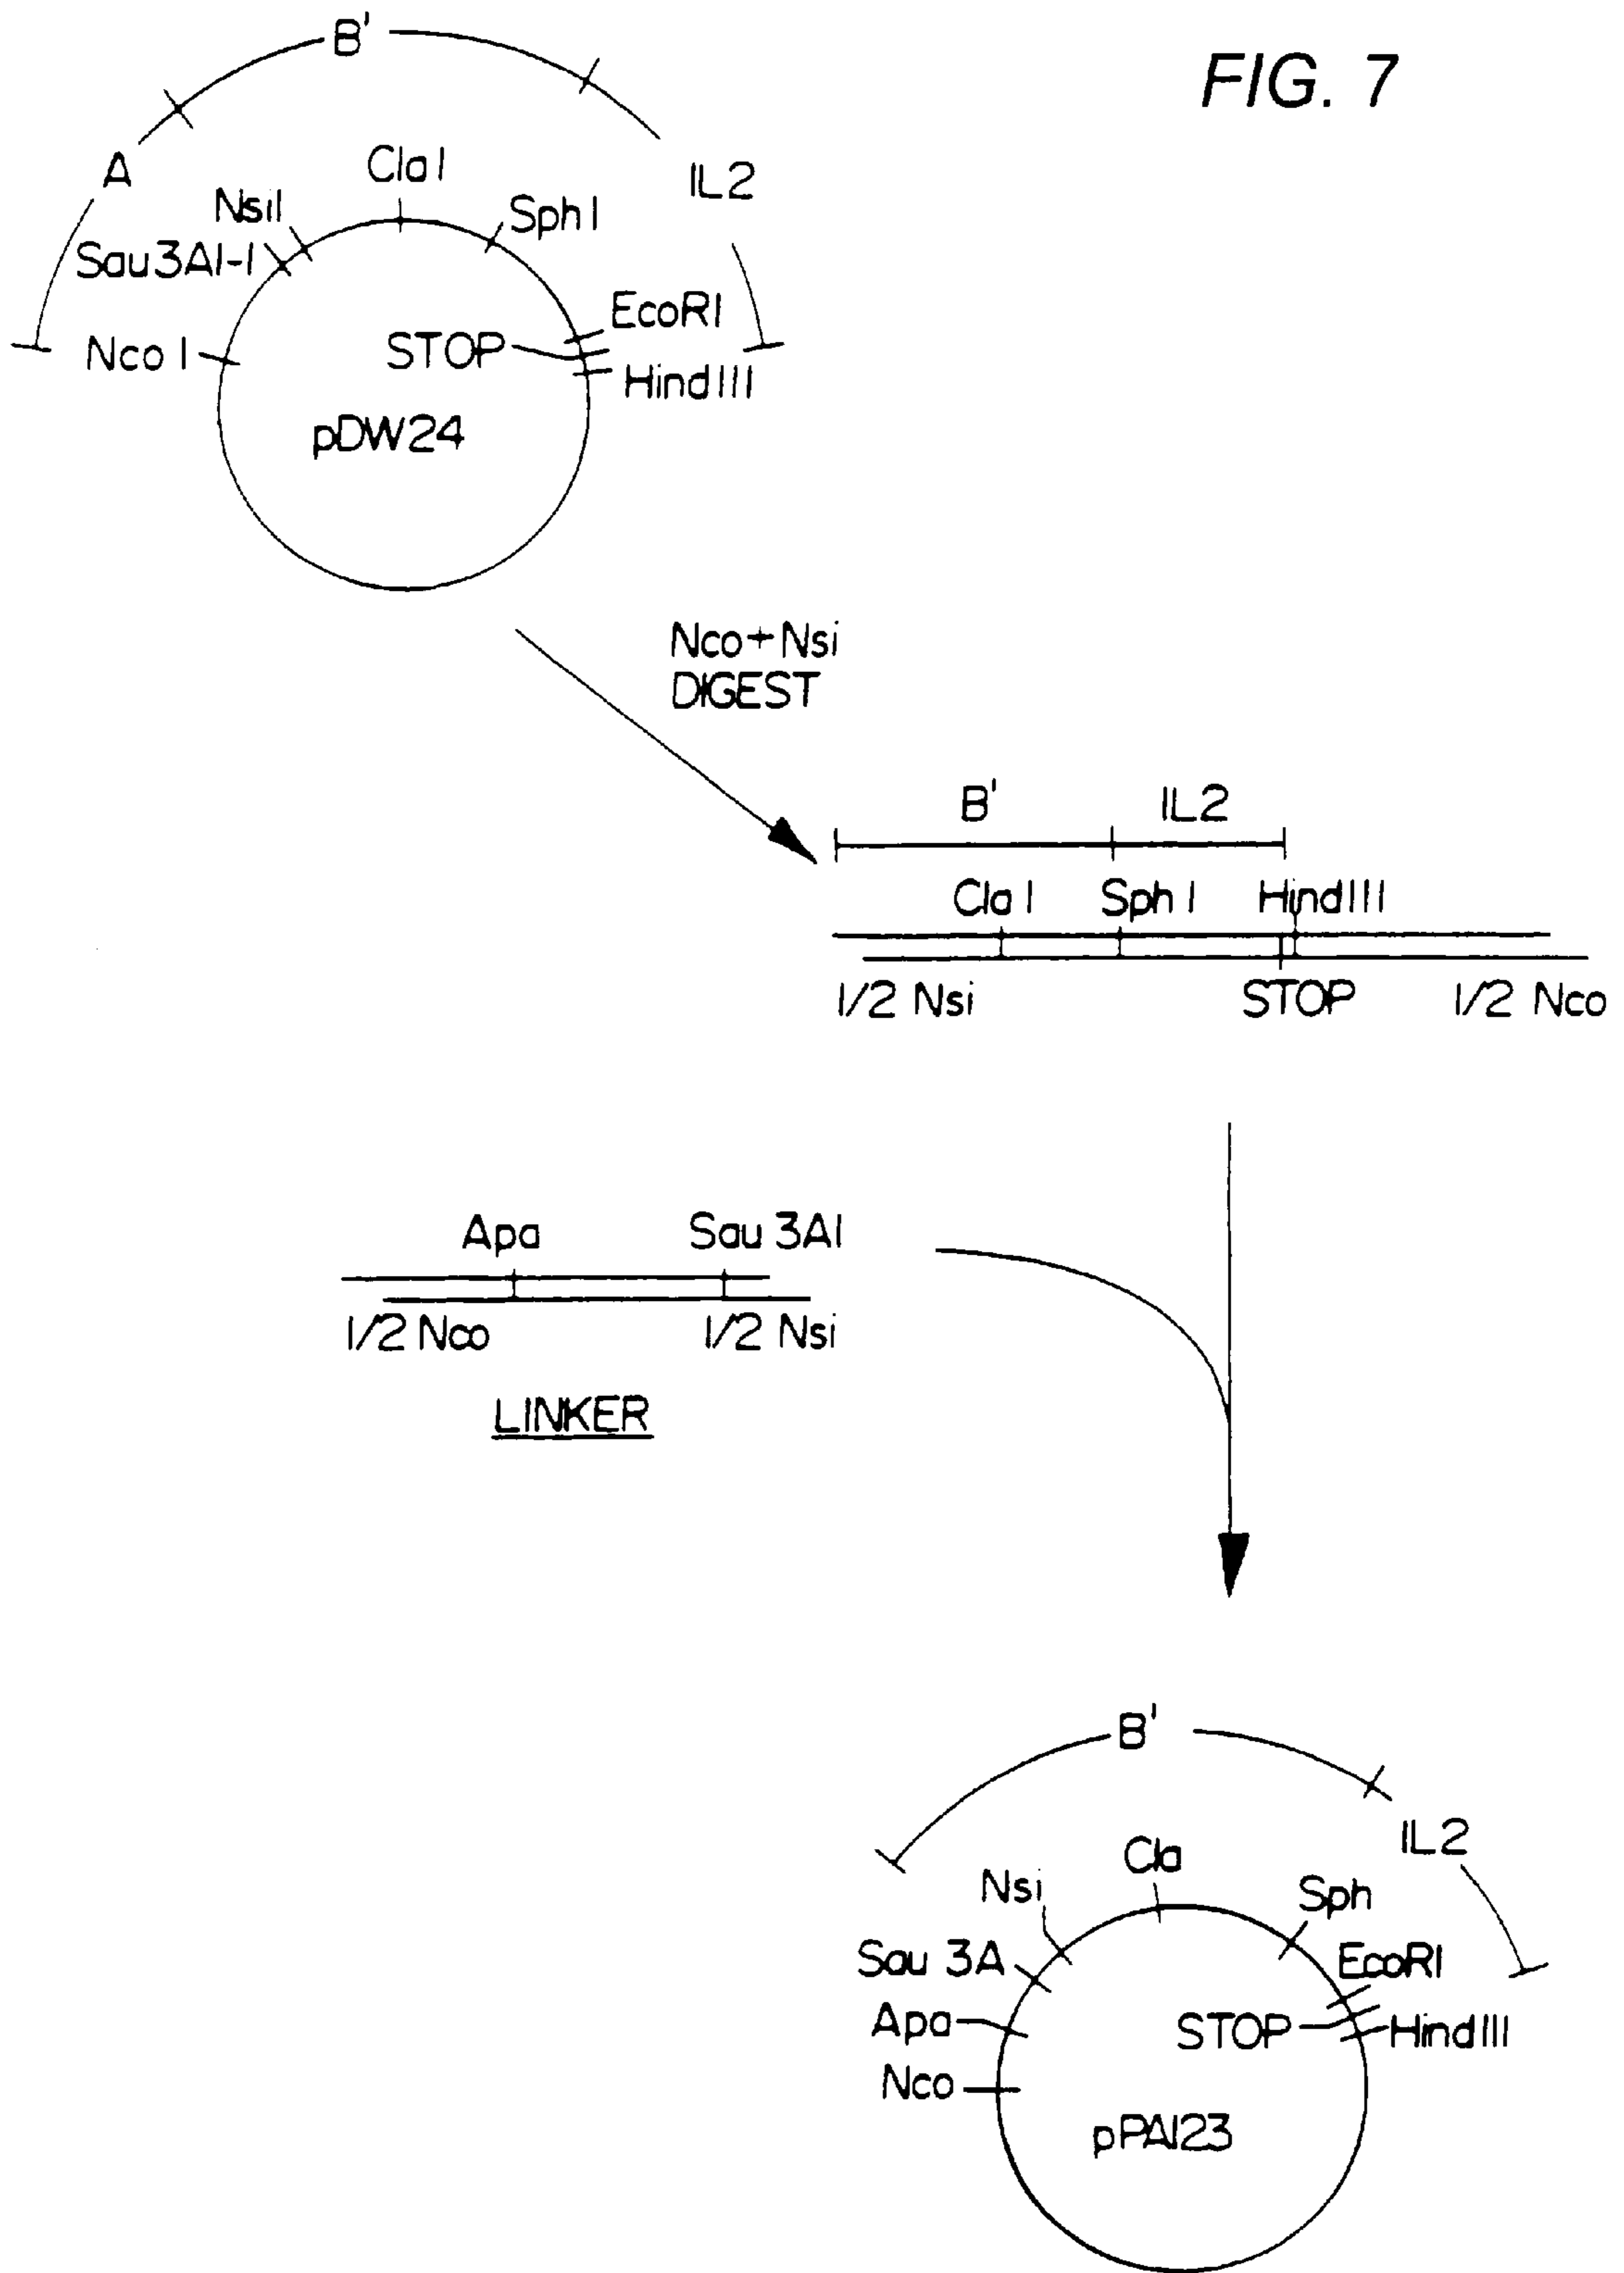 FIG. 7
B'
A
IL2
Cla I
NsiI
Sph I
Sau3AI-I
EcoRI
STOP
Nco I
HindIII
pDW24
Nco+Nsi
DIGEST
B' IL2
Cla I Sph I HindIII
1/2 Nsi STOP 1/2 Nco
Apa Sau 3AI
1/2 Nco 1/2 Nsi
LINKER
B'
IL2
Cla
Nsi
Sph
Sau 3A
EcoRI
Apa
STOP
HindIII
Nco
pPA123